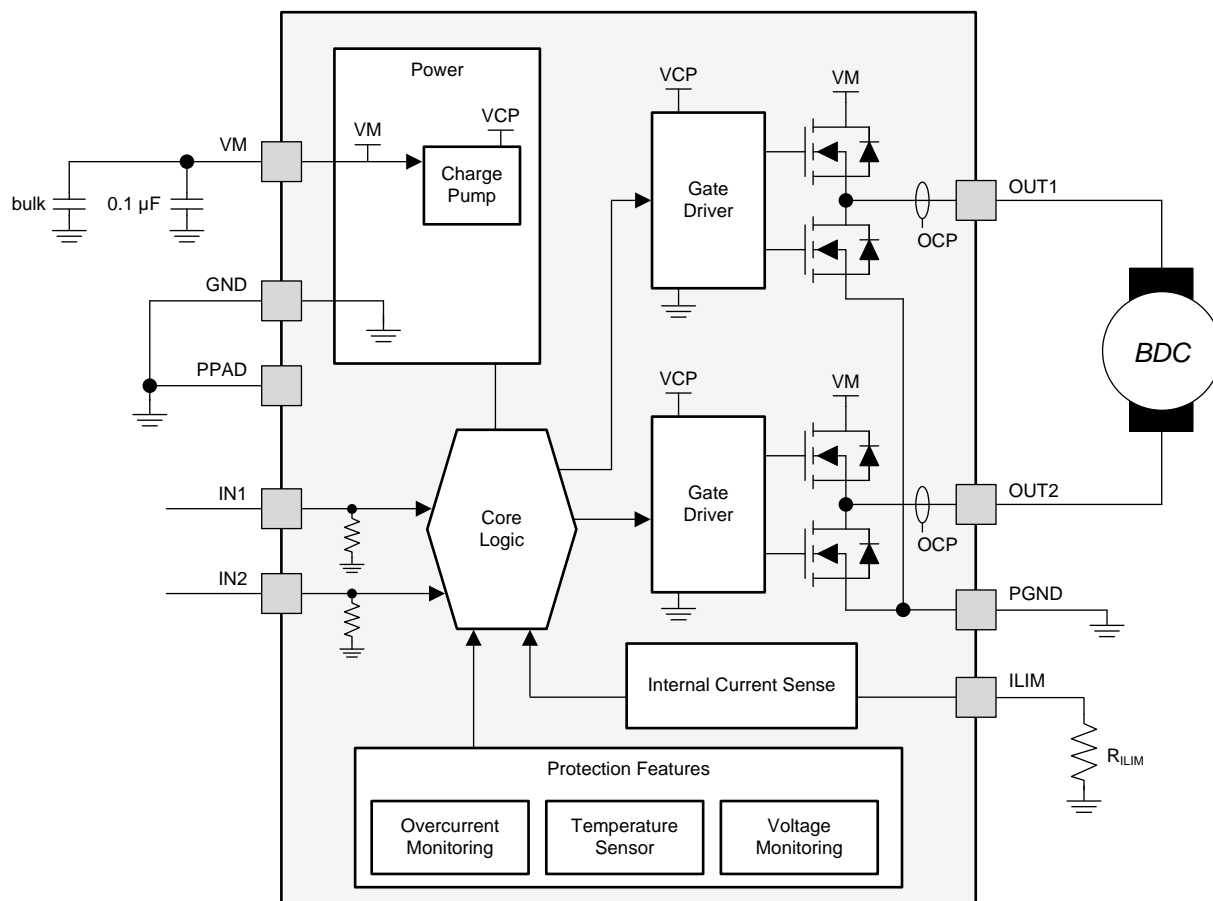 Power
VCP
VM
VM
VCP
VM
Charge
Pump
Gate
Driver
OUT1
bulk
0.1 µF
OCP
GND
BDC
PPAD
VCP
VM
IN1
Core
Logic
Gate
Driver
OUT2
OCP
IN2
PGND
Internal Current Sense
ILIM
RILIM
Protection Features
Overcurrent
Monitoring
Temperature
Sensor
Voltage
Monitoring